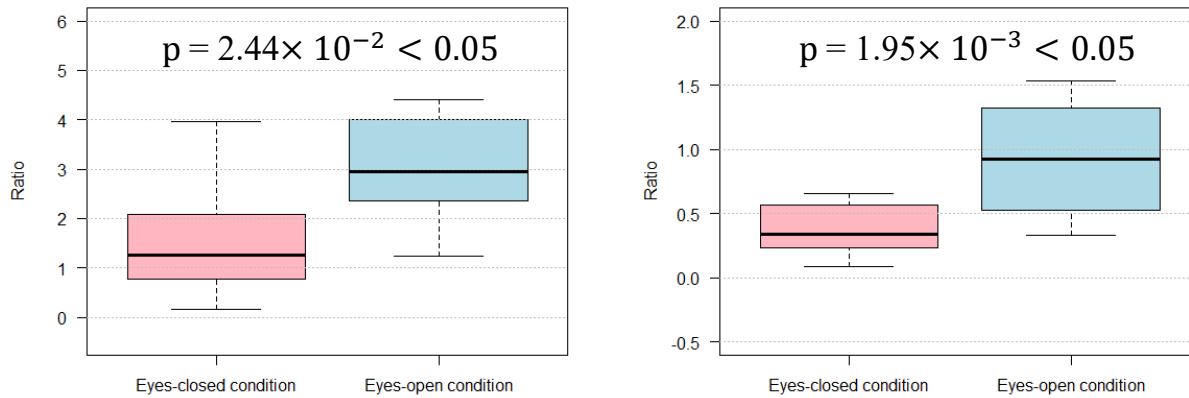 p = 2.44× 10⁻² < 0.05
Ratio
6
5
4
3
2
1
0
Eyes-closed condition
Eyes-open condition
p = 1.95× 10⁻³ < 0.05
Ratio
2.0
1.5
1.0
0.5
0.0
-0.5
Eyes-closed condition
Eyes-open condition